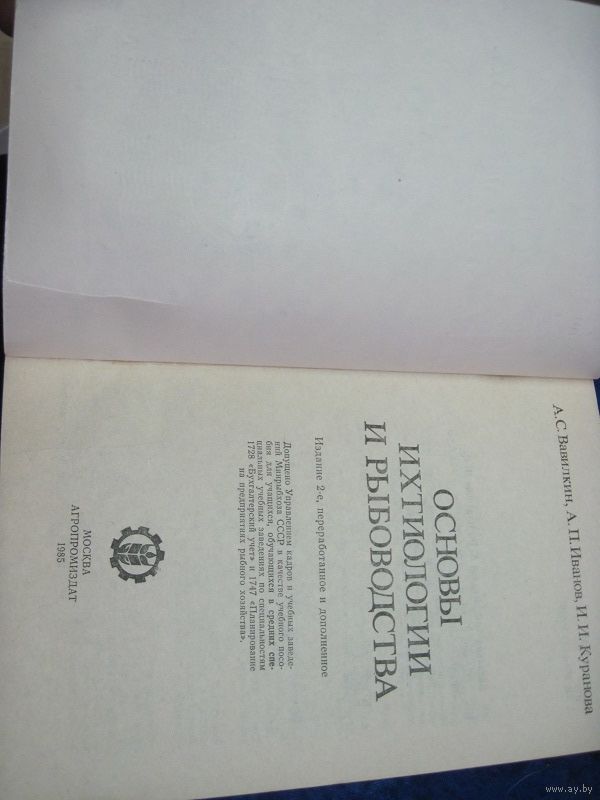 А.С. Вавилкин, А.П. Иванов, И.И. Куранова
ОСНОВЫ
ИХТИОЛОГИИ
И РЫБОВОДСТВА
Издание 2-е, переработанное и дополненное
Допущено Управлением кадров и учебных заведе-
ний Минрыбхоза СССР в качестве учебного посо-
бия для учащихся, обучающихся в средних спе-
циальных учебных заведениях по специальностям
1728 «Бухгалтерский учет» и 1747 «Планирование
на предприятиях рыбного хозяйства».
МОСКВА
АГРОПРОМИЗДАТ
1985
www.ay.by